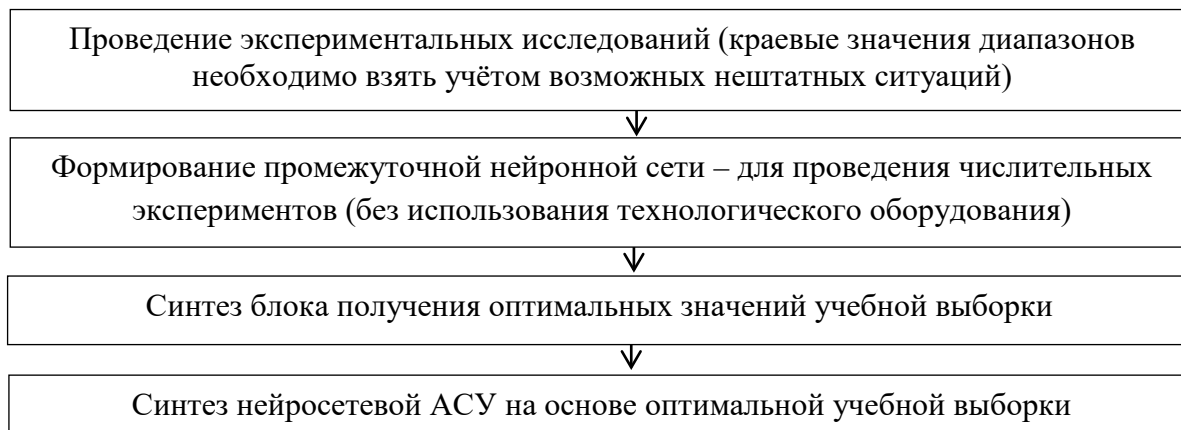 Проведение экспериментальных исследований (краевые значения диапазонов
необходимо взять учётом возможных нештатных ситуаций)
Формирование промежуточной нейронной сети – для проведения числительных
экспериментов (без использования технологического оборудования)
Синтез блока получения оптимальных значений учебной выборки
Синтез нейросетевой АСУ на основе оптимальной учебной выборки